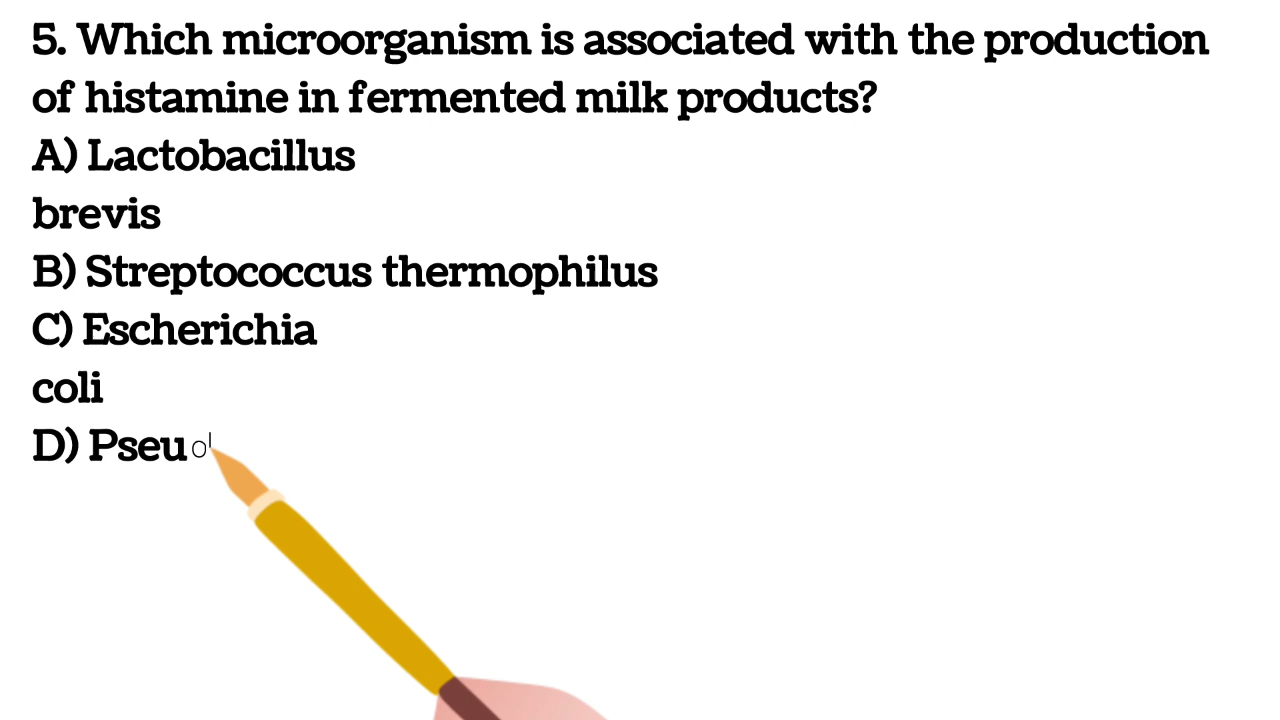 5. Which microorganism is associated with the production
of histamine in fermented milk products?
A) Lactobacillus
brevis
B) Streptococcus thermophilus
C) Escherichia
coli
D) Pseu